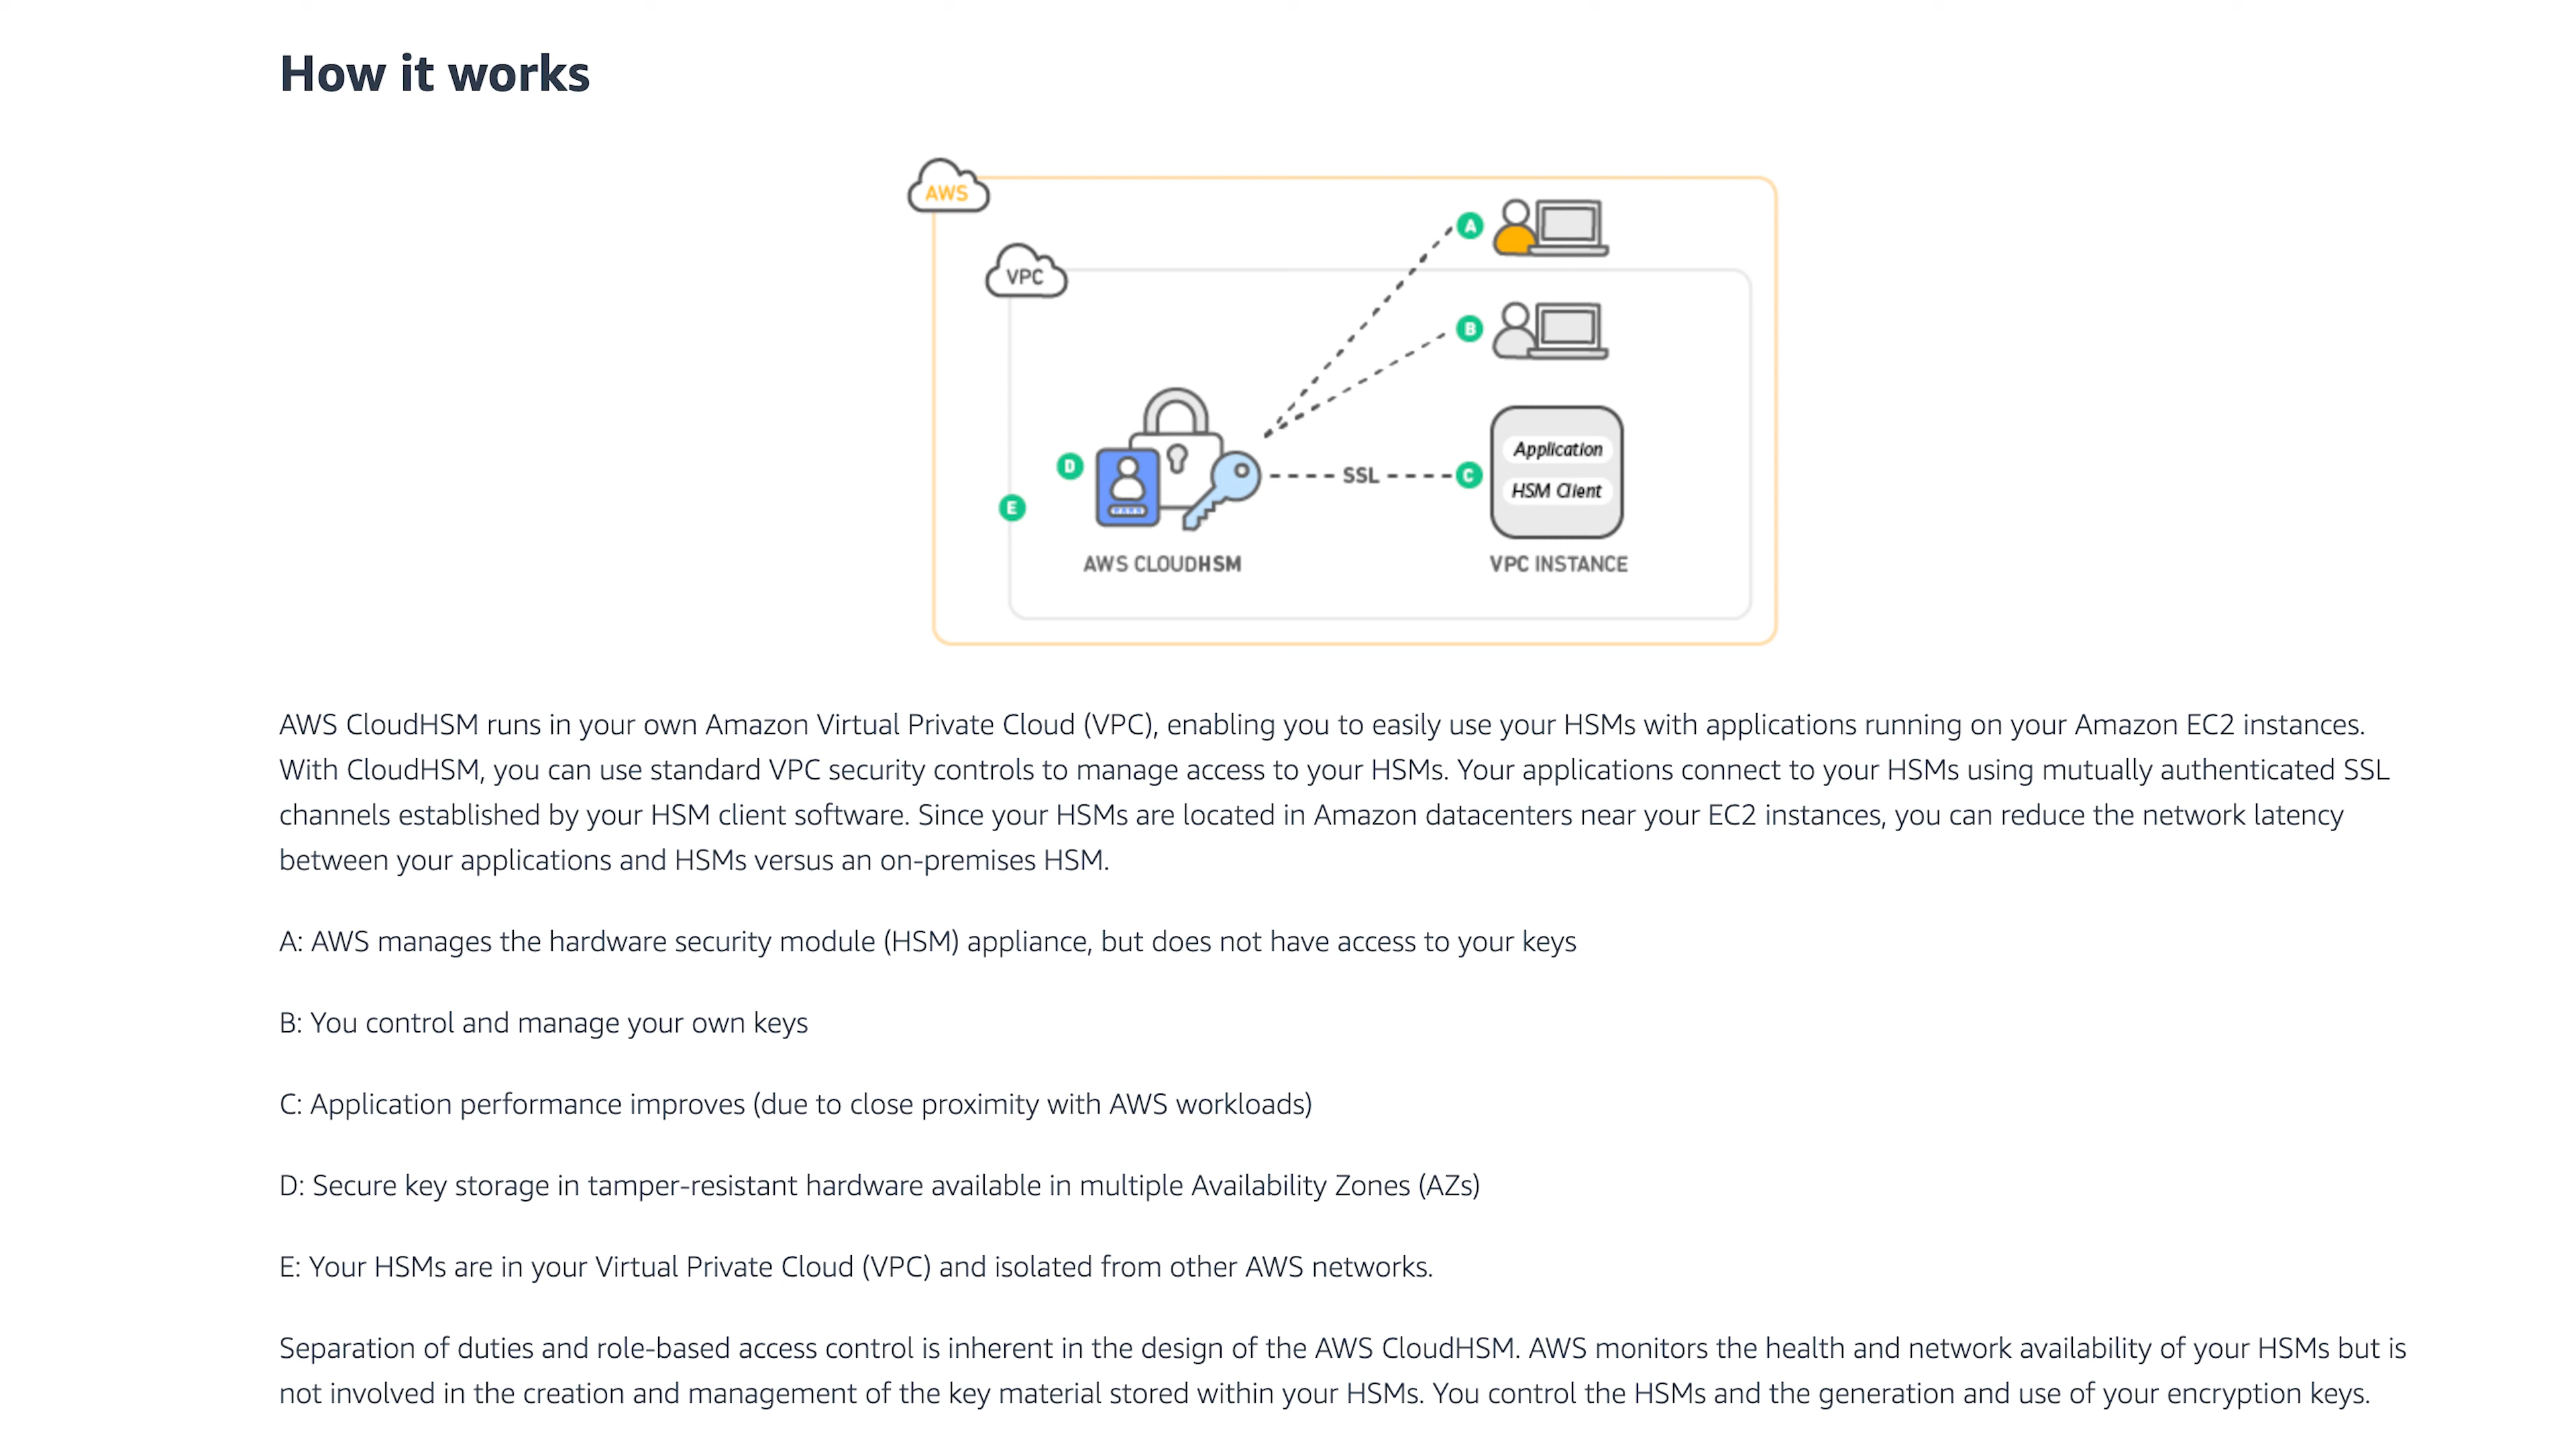 How it works
AWS
A
VPC
B
Application
D
SSL
C
HSM Client
E
AWS CLOUDHSM
VPC INSTANCE
AWS CloudHSM runs in your own Amazon Virtual Private Cloud (VPC), enabling you to easily use your HSMs with applications running on your Amazon EC2 instances.
With CloudHSM, you can use standard VPC security controls to manage access to your HSMs. Your applications connect to your HSMs using mutually authenticated SSL
channels established by your HSM client software. Since your HSMs are located in Amazon datacenters near your EC2 instances, you can reduce the network latency
between your applications and HSMs versus an on-premises HSM.
A: AWS manages the hardware security module (HSM) appliance, but does not have access to your keys
B: You control and manage your own keys
C: Application performance improves (due to close proximity with AWS workloads)
D: Secure key storage in tamper-resistant hardware available in multiple Availability Zones (AZs)
E: Your HSMs are in your Virtual Private Cloud (VPC) and isolated from other AWS networks.
Separation of duties and role-based access control is inherent in the design of the AWS CloudHSM. AWS monitors the health and network availability of your HSMs but is
not involved in the creation and management of the key material stored within your HSMs. You control the HSMs and the generation and use of your encryption keys.